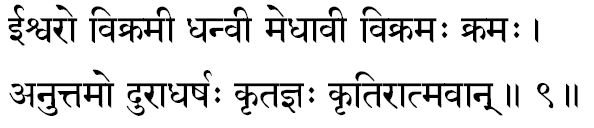 ईश्वरो विक्रमी धन्वी मेधावी विक्रमः क्रमः।
अनुत्तमो दुराधर्षः कृतज्ञः कृतिरात्मवान्॥ ९॥